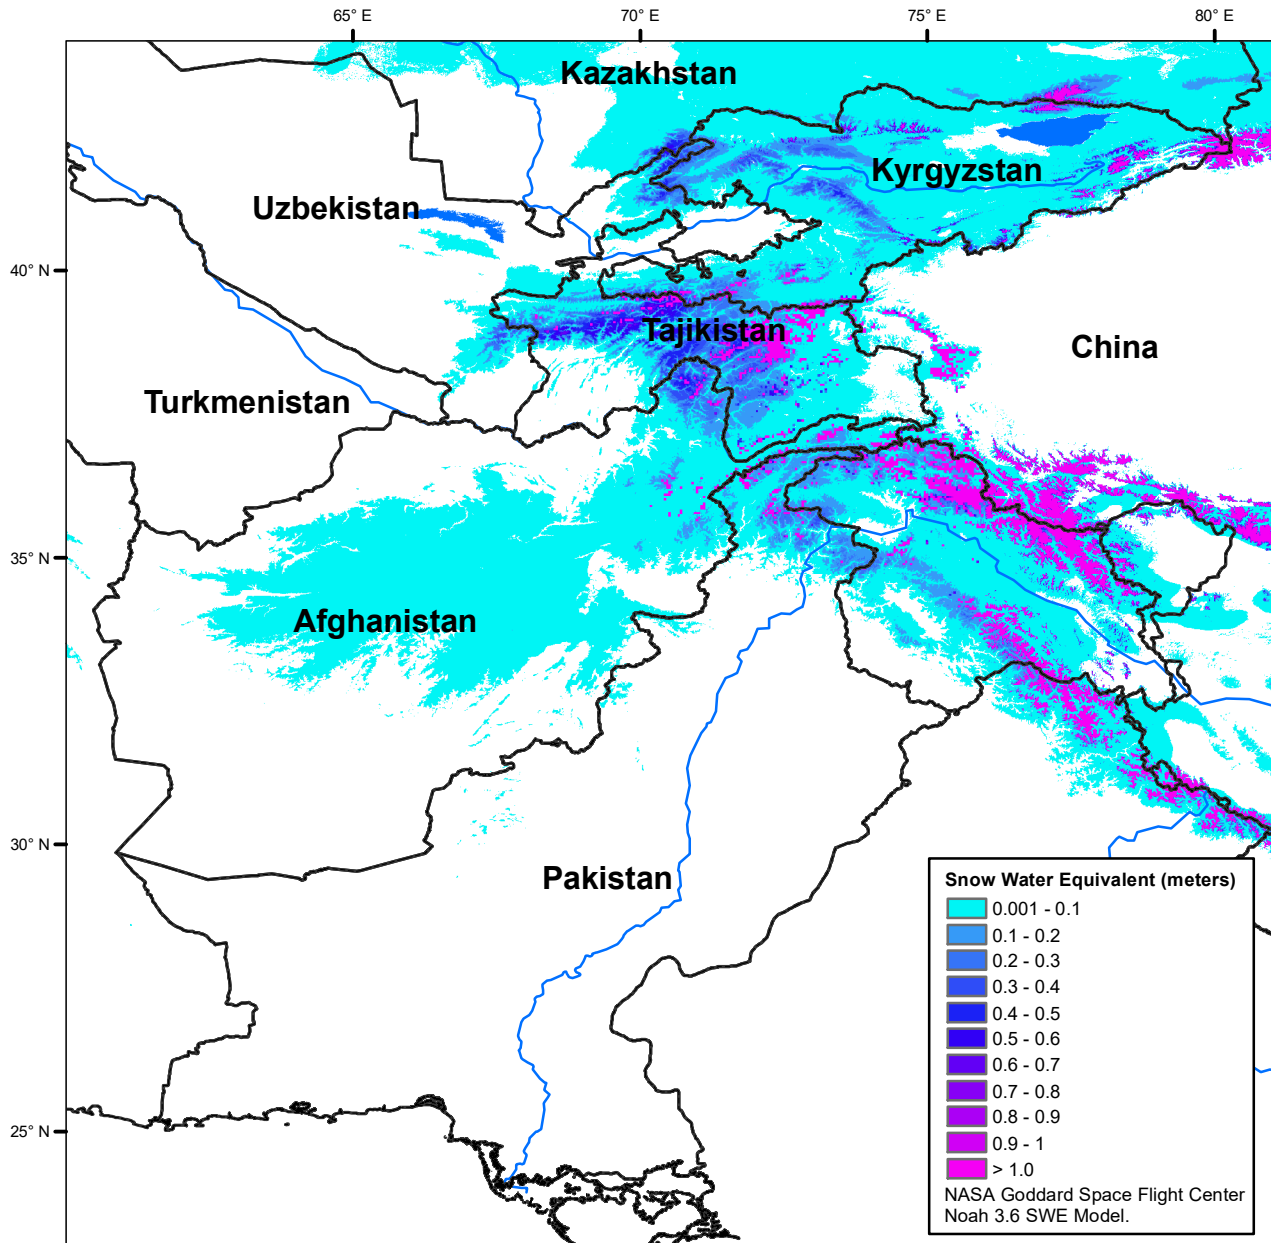 65° E
70° E
75° E
80° E
Kazakhstan
Kyrgyzstan
Uzbekistan
40° N
Tajikistan
China
Turkmenistan
35° N
Afghanistan
30° N
Pakistan
Snow Water Equivalent (meters)
0.001 - 0.1
0.1 - 0.2
0.2 - 0.3
0.3 - 0.4
0.4 - 0.5
0.5 - 0.6
0.6 - 0.7
0.7 - 0.8
0.8 - 0.9
0.9 - 1
> 1.0
25° N
NASA Goddard Space Flight Center
Noah 3.6 SWE Model.